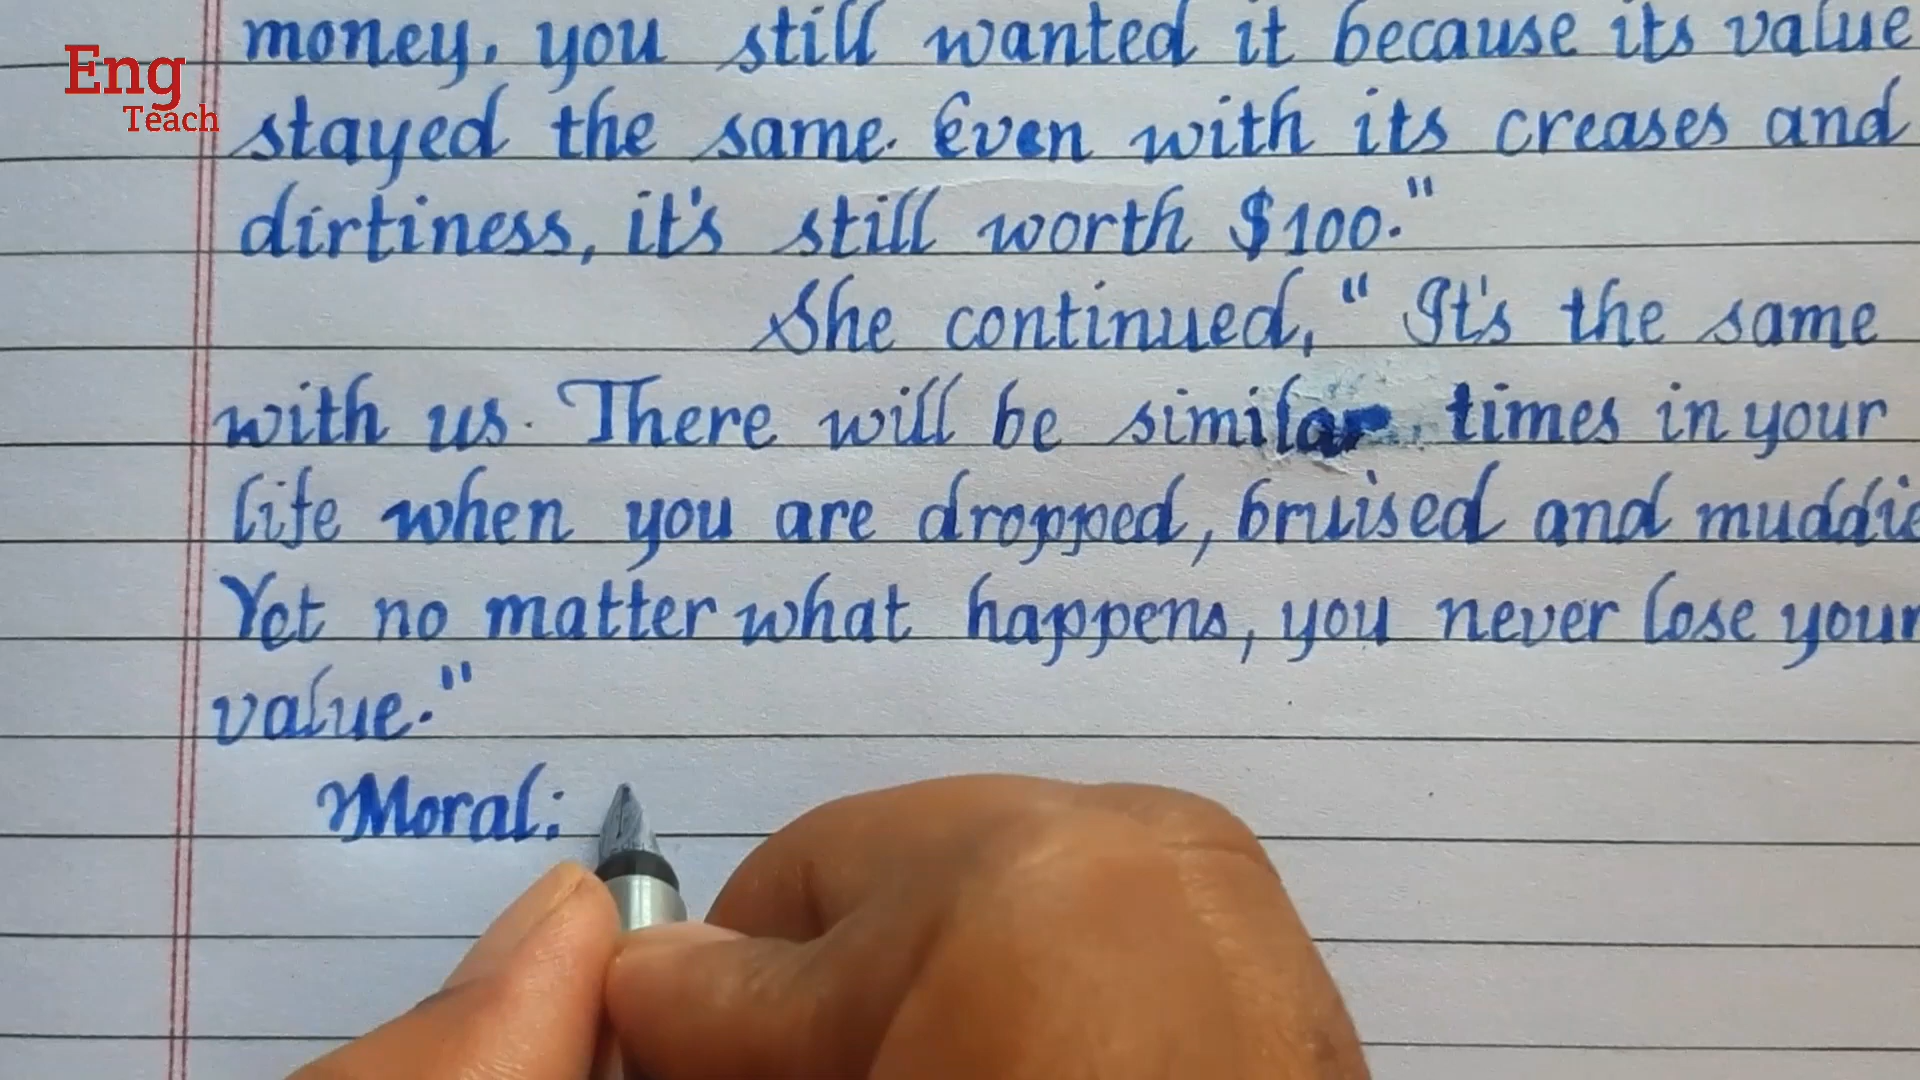 Eng
Teach
money, you still wanted it because its value
stayed the same. Even with its creases and
dirtiness, it's still worth $100."
She continued, "It's the same
with us. There will be similar times in your
life when you are dropped, bruised and muddie
Yet no matter what happens, you never lose your
value."
Moral: